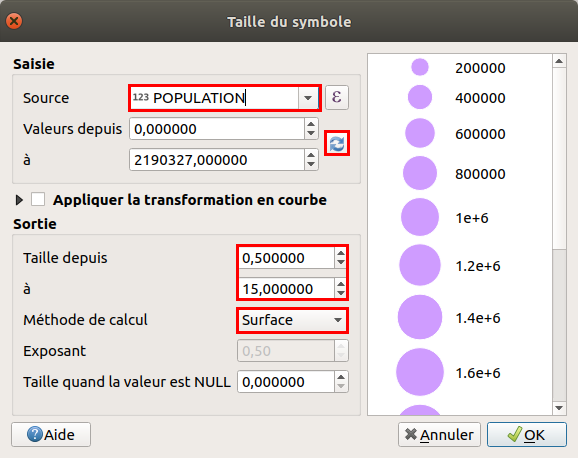 Taille du symbole
Saisie
Source 123 POPULATION ε
Valeurs depuis 0,000000
à 2190327,000000
Appliquer la transformation en courbe
Sortie
Taille depuis 0,500000
à 15,000000
Méthode de calcul Surface
Exposant 0,50
Taille quand la valeur est NULL 0,000000
200000
400000
600000
800000
1e+6
1.2e+6
1.4e+6
1.6e+6
Aide
Annuler
OK